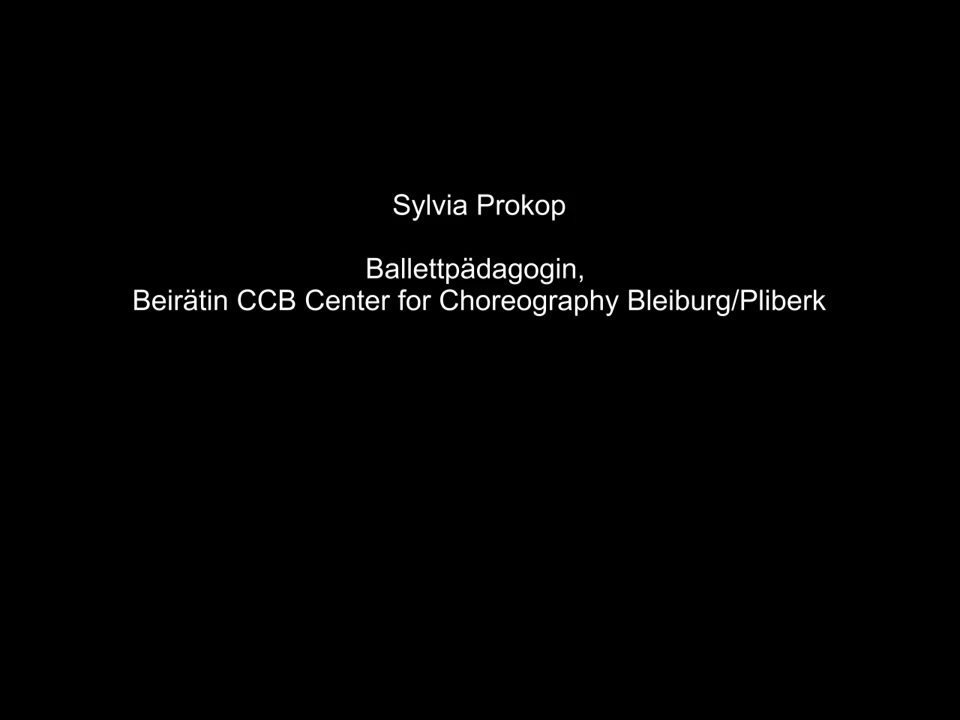 Sylvia Prokop
Ballettpädagogin,
Beirätin CCB Center for Choreography Bleiburg/Pliberk